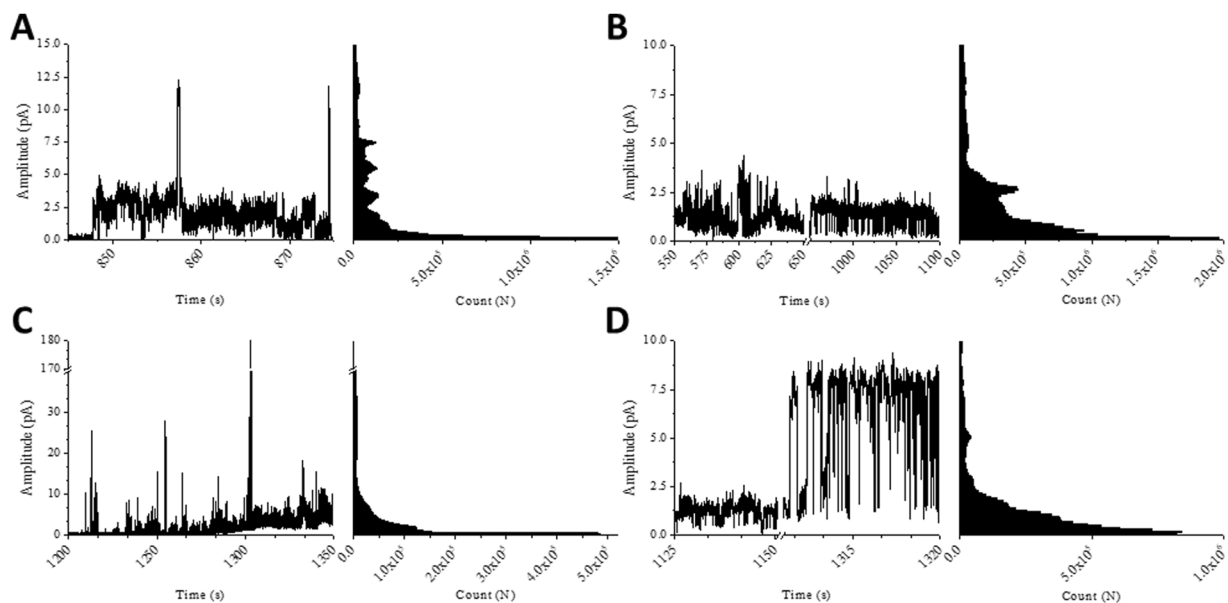 A
Amplitude (pA)
15.0
12.5
10.0
7.5
5.0
2.5
0.0
850
860
870
Time (s)
0.0
5.0x10⁵
1.0x10⁶
1.5x10⁶
Count (N)
B
Amplitude (pA)
10.0
7.5
5.0
2.5
0.0
550
575
600
625
650
1000
1050
1100
Time (s)
0.0
5.0x10⁵
1.0x10⁶
1.5x10⁶
2.0x10⁶
Count (N)
C
Amplitude (pA)
180
170
30
20
10
0
1200
1250
1300
1350
Time (s)
0.0
1.0x10⁵
2.0x10⁵
3.0x10⁵
4.0x10⁵
5.0x10⁵
Count (N)
D
Amplitude (pA)
10.0
7.5
5.0
2.5
0.0
1125
1150
1315
1320
Time (s)
0.0
5.0x10⁵
1.0x10⁶
Count (N)